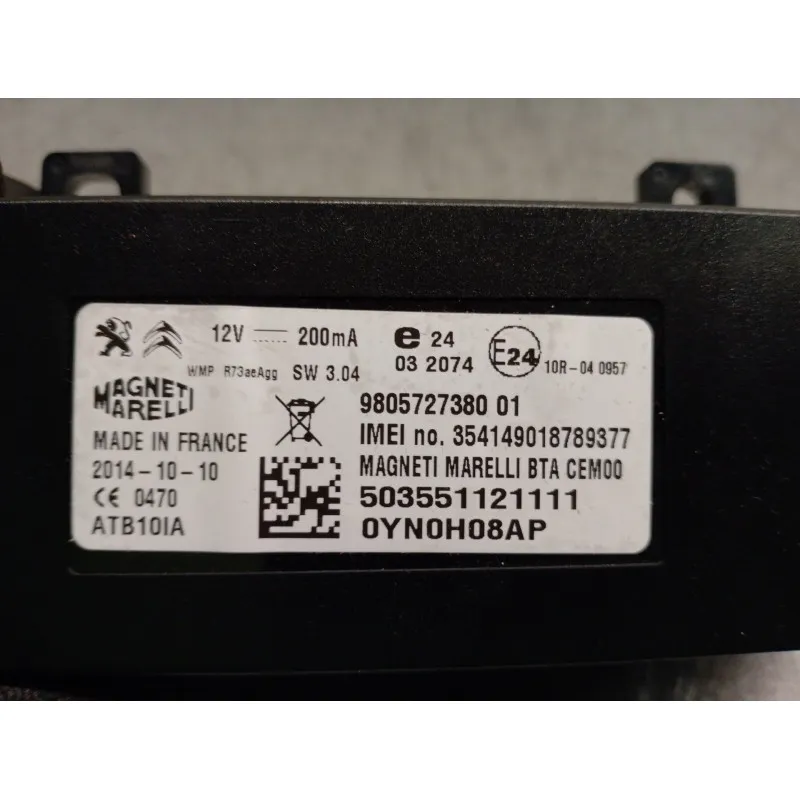 12V 200mA
e 24
03 2074
E24
10R-04 0957
WMP R73aeAgg SW 3.04
MAGNETI
MARELLI
MADE IN FRANCE
2014-10-10
CE 0470
ATB10IA
9805727380 01
IMEI no. 354149018789377
MAGNETI MARELLI BTA CEM00
503551121111
0YN0H08AP